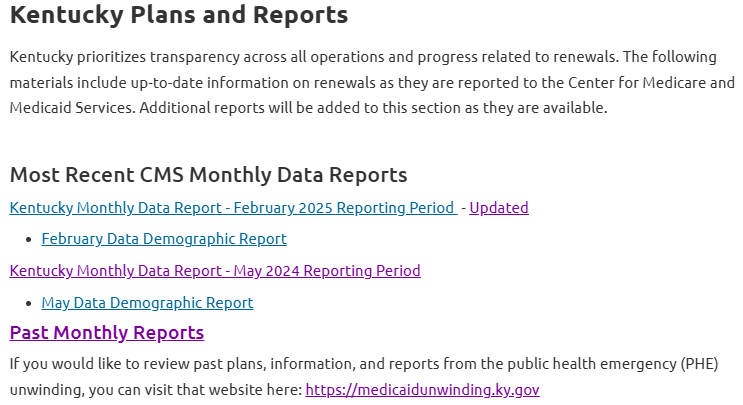 Kentucky Plans and Reports
Kentucky prioritizes transparency across all operations and progress related to renewals. The following
materials include up-to-date information on renewals as they are reported to the Center for Medicare and
Medicaid Services. Additional reports will be added to this section as they are available.
Most Recent CMS Monthly Data Reports
Kentucky Monthly Data Report - February 2025 Reporting Period - Updated
• February Data Demographic Report
Kentucky Monthly Data Report - May 2024 Reporting Period
• May Data Demographic Report
Past Monthly Reports
If you would like to review past plans, information, and reports from the public health emergency (PHE)
unwinding, you can visit that website here: https://medicaidunwinding.ky.gov